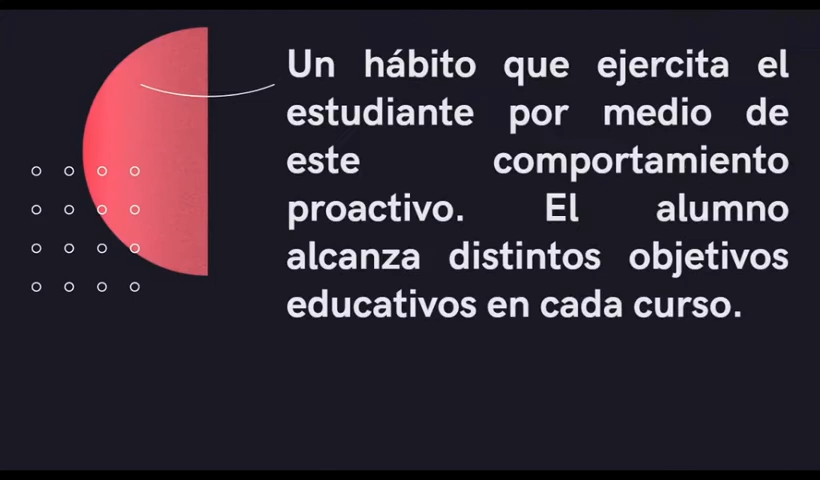 Un hábito que ejercita el
estudiante por medio de
este comportamiento
proactivo. El alumno
alcanza distintos objetivos
educativos en cada curso.